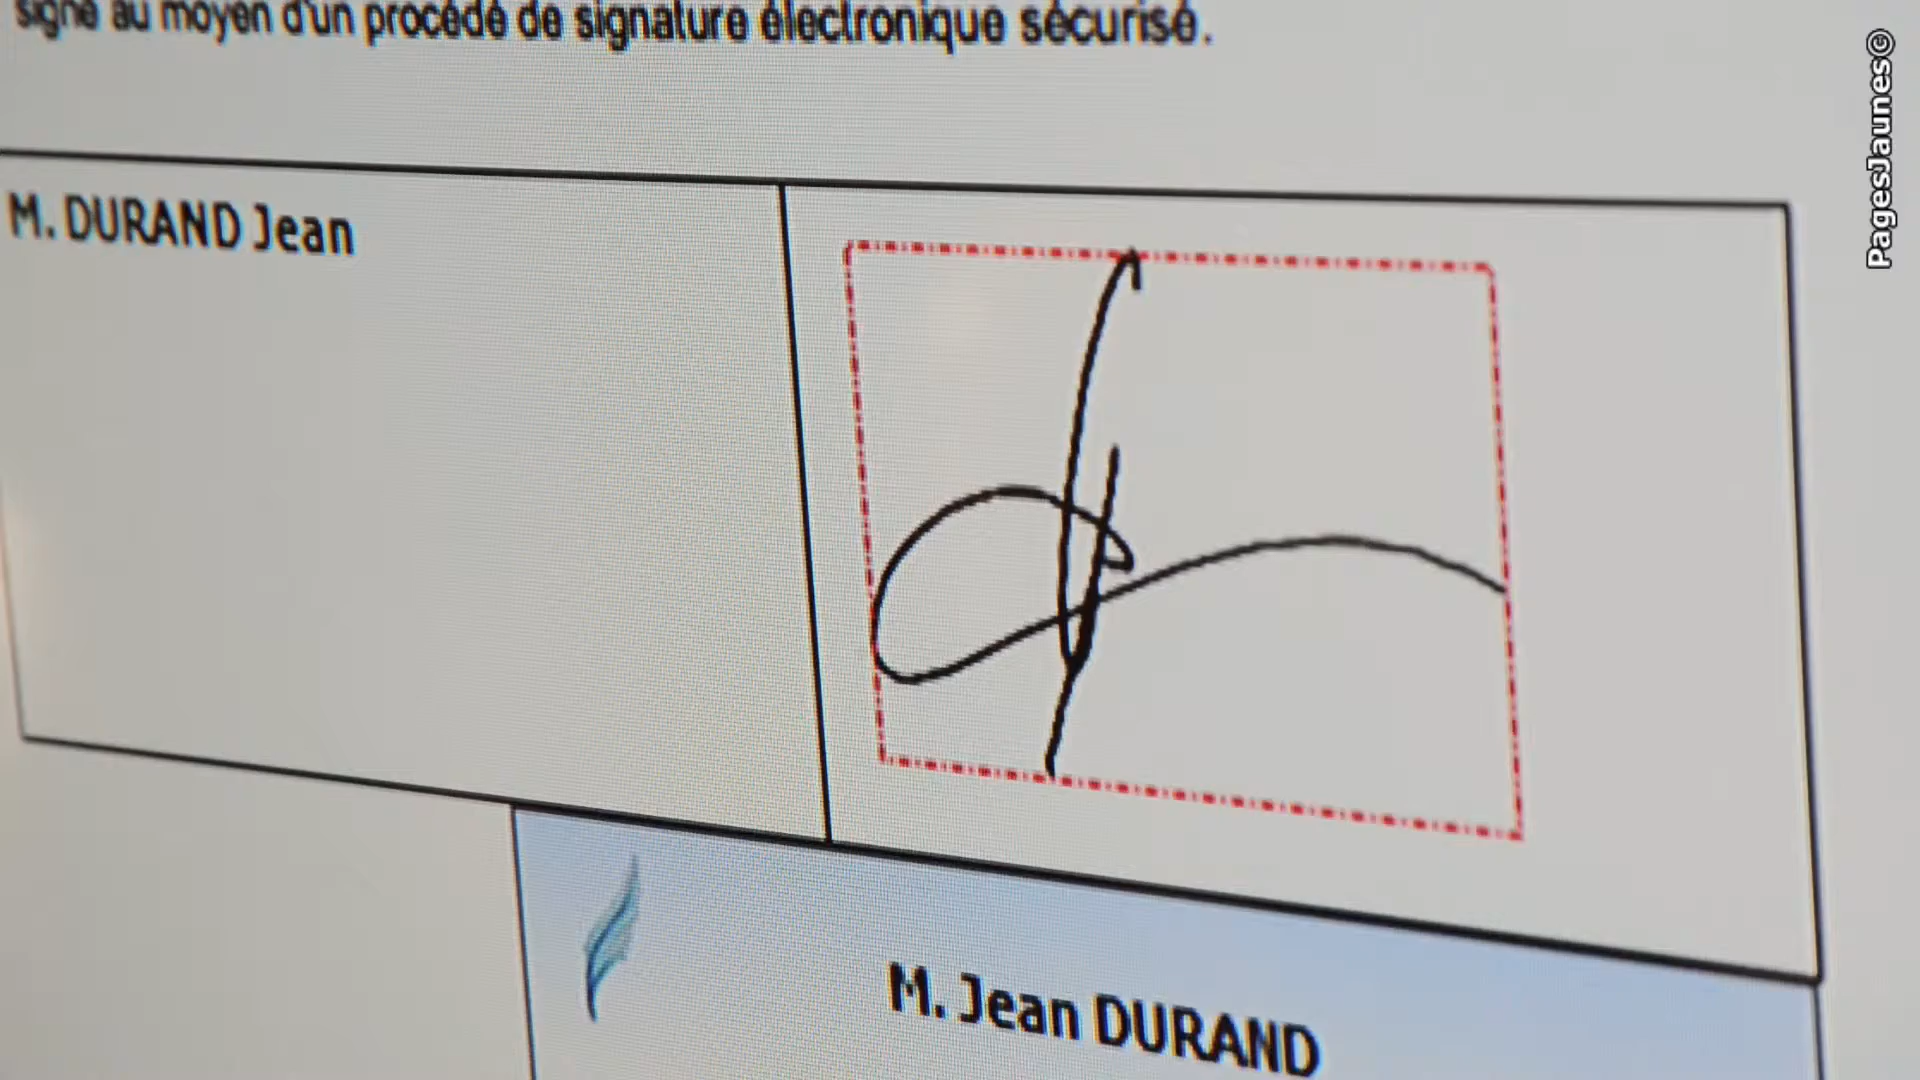 signé au moyen d'un procédé de signature électronique sécurisé.
PagesJaunes©
M. DURAND Jean
M. Jean DURAND